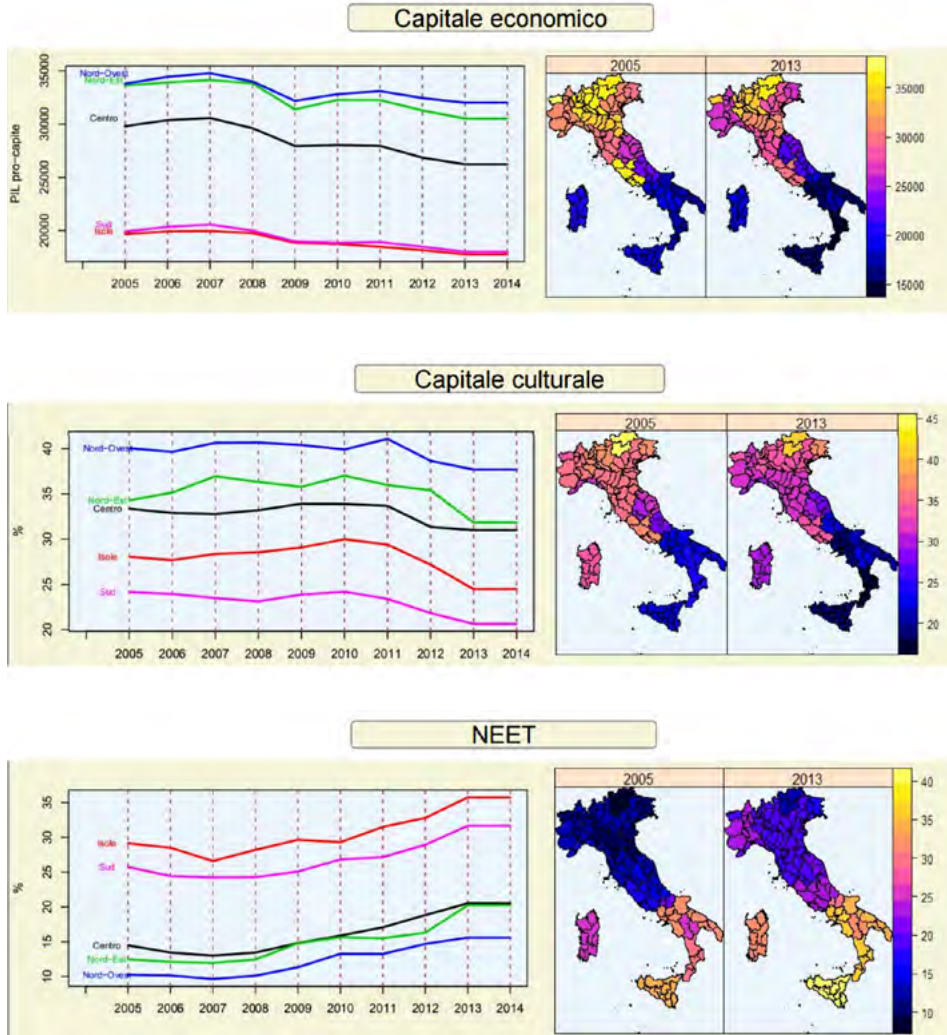 Capitale economico
PIL pro-capite
35000
30000
25000
20000
Nord-Ovest
Nord-Est
Centro
Sud
Isole
2005 2006 2007 2008 2009 2010 2011 2012 2013 2014
2005 2013
35000
30000
25000
20000
15000
Capitale culturale
%
40
35
30
25
20
Nord-Ovest
Nord-Est
Centro
Isole
Sud
2005 2006 2007 2008 2009 2010 2011 2012 2013 2014
2005 2013
45
40
35
30
25
20
NEET
%
35
30
25
20
15
10
Isole
Sud
Centro
Nord-Est
Nord-Ovest
2005 2006 2007 2008 2009 2010 2011 2012 2013 2014
2005 2013
40
35
30
25
20
15
10